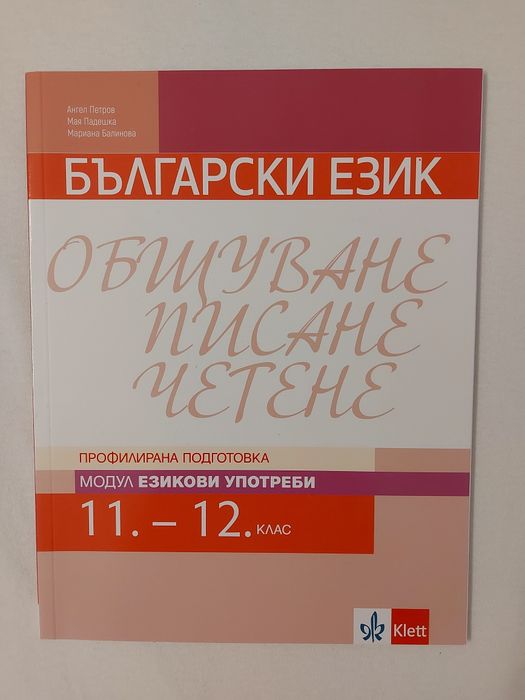 Ангел Петров
Мая Падешка
Мариана Балинова
БЪЛГАРСКИ ЕЗИК
ОБЩУВАНЕ
ПИСАНЕ
ЧЕТЕНЕ
ПРОФИЛИРАНА ПОДГОТОВКА
МОДУЛ ЕЗИКОВИ УПОТРЕБИ
11. – 12. КЛАС
Klett